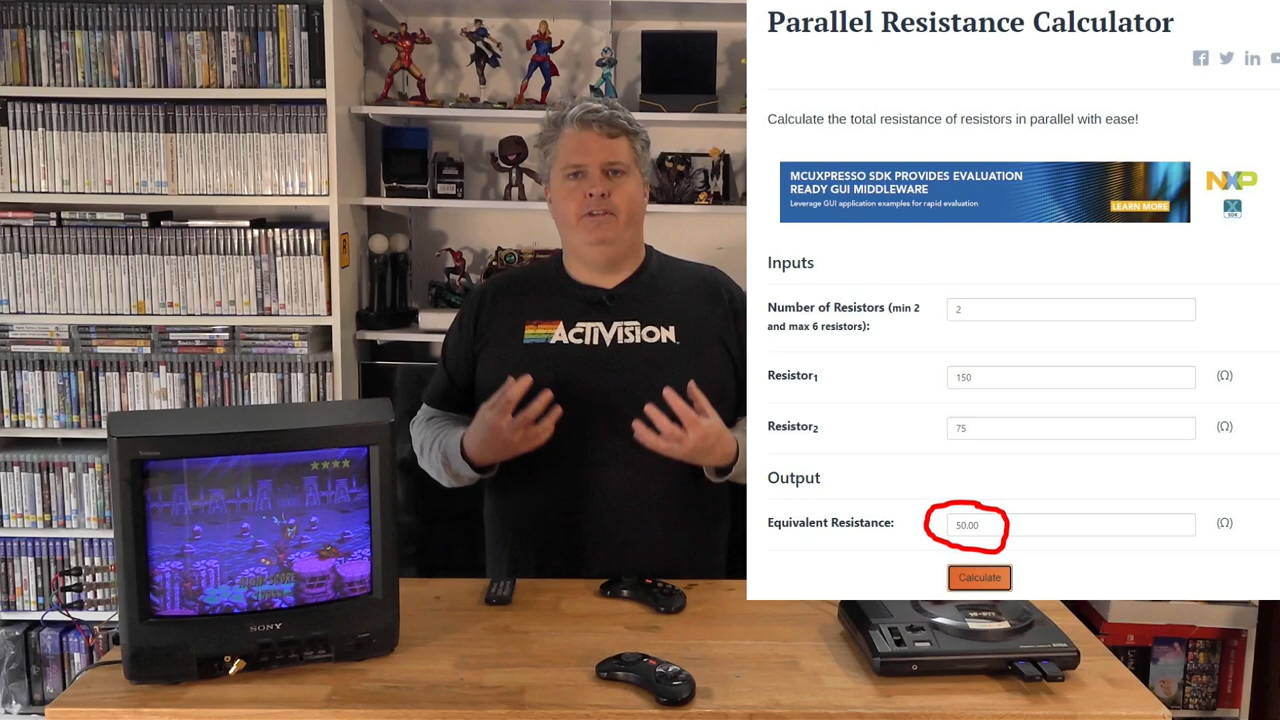 Parallel Resistance Calculator
Calculate the total resistance of resistors in parallel with ease!
MCUXPRESSO SDK PROVIDES EVALUATION
READY GUI MIDDLEWARE
Leverage GUI application examples for rapid evaluation
LEARN MORE
NXP
SDK
Inputs
Number of Resistors (min 2
and max 6 resistors):
2
Resistor1
150
(Ω)
Resistor2
75
(Ω)
Output
Equivalent Resistance:
50.00
(Ω)
Calculate
ACTIVISION
SONY